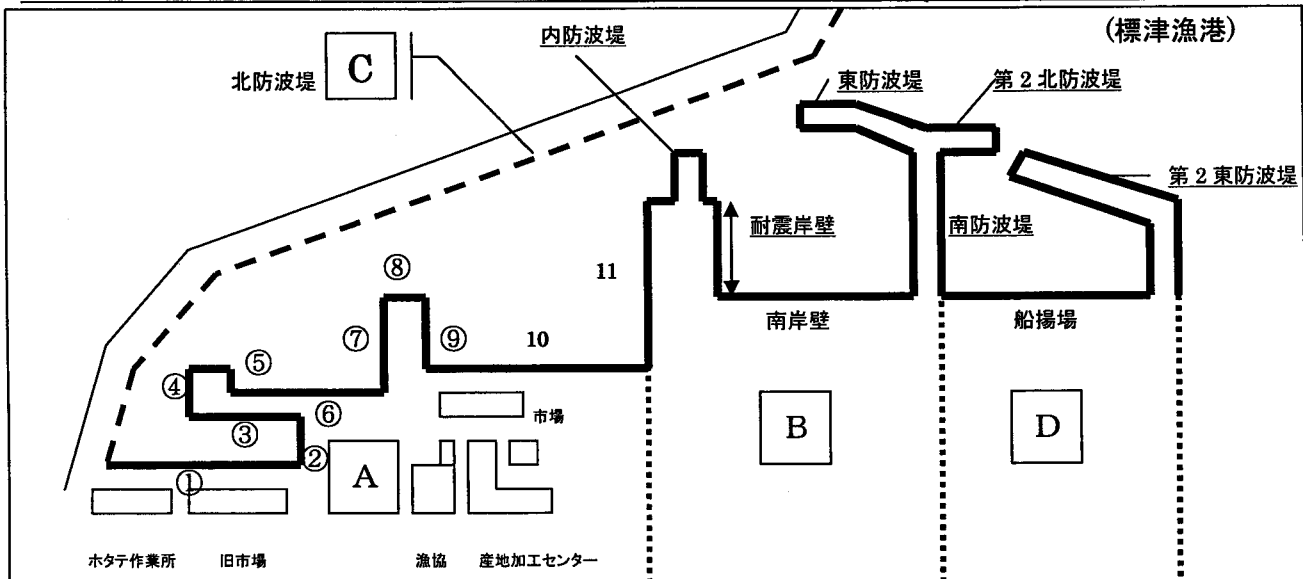 (標津漁港)
内防波堤
北防波堤
C
東防波堤
第2北防波堤
第2東防波堤
耐震岸壁
南防波堤
⑧
11
南岸壁
船揚場
⑦
⑨
10
⑤
④
⑥
市場
③
②
①
A
B
D
ホタテ作業所
旧市場
漁協
産地加工センター